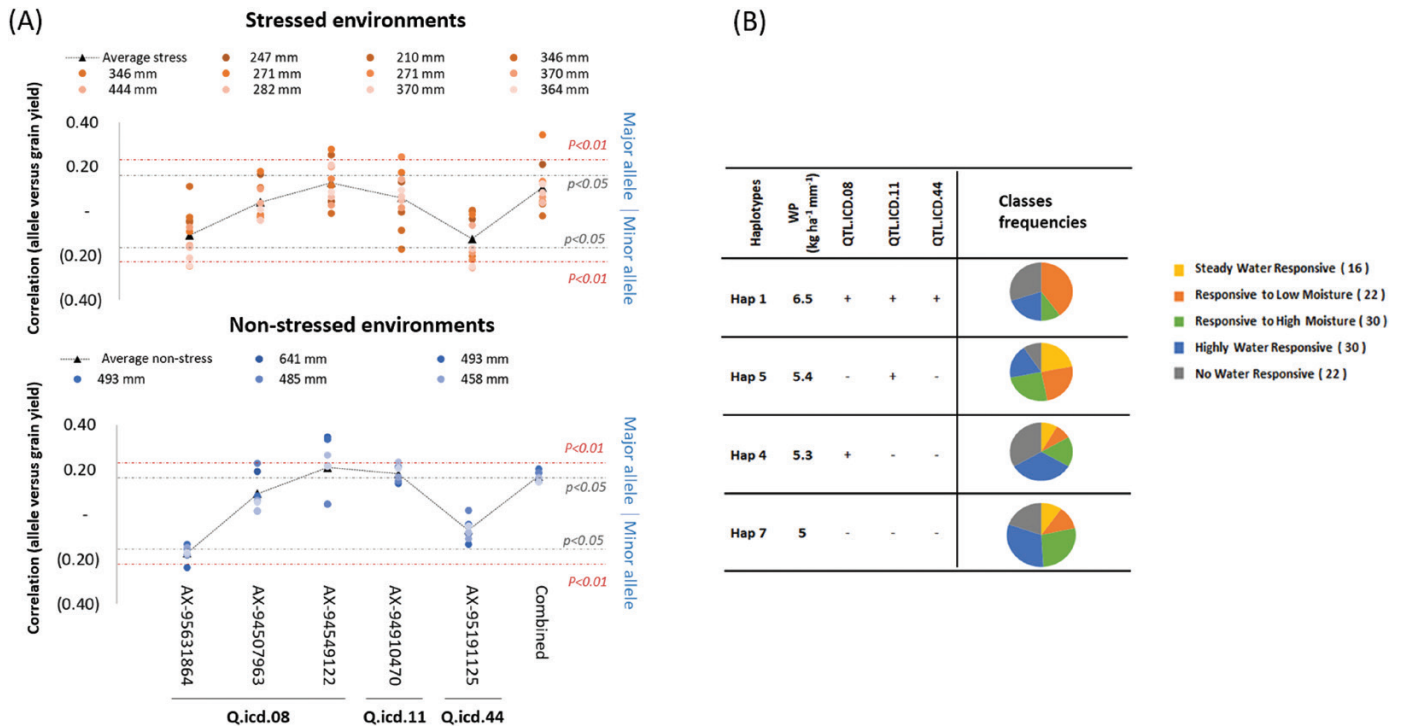 (A)
Stressed environments
Average stress 247 mm 210 mm 346 mm
346 mm 271 mm 271 mm 370 mm
444 mm 282 mm 370 mm 364 mm
Correlation (allele versus grain yield)
0.40
0.20
-
(0.20)
(0.40)
P<0.01
p<0.05
p<0.05
P<0.01
Minor allele | Major allele
Non-stressed environments
Average non-stress 641 mm 493 mm
493 mm 485 mm 458 mm
Correlation (allele versus grain yield)
0.40
0.20
-
(0.20)
(0.40)
P<0.01
p<0.05
p<0.05
P<0.01
Minor allele | Major allele
AX-95631864
AX-94507963
AX-94549122
AX-94910470
AX-95191125
Combined
Q.icd.08 Q.icd.11 Q.icd.44
(B)
Haplotypes
WP
(kg ha⁻¹ mm⁻¹)
QTL.ICD.08
QTL.ICD.11
QTL.ICD.44
Classes
frequencies
Hap 1 6.5 + + +
Hap 5 5.4 - + -
Hap 4 5.3 + - -
Hap 7 5 - - -
Steady Water Responsive ( 16 )
Responsive to Low Moisture ( 22 )
Responsive to High Moisture ( 30 )
Highly Water Responsive ( 30 )
No Water Responsive ( 22 )